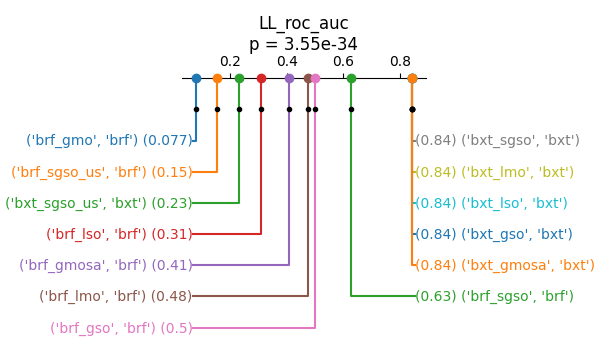 LL_roc_auc
p = 3.55e-34
0.2 0.4 0.6 0.8
('brf_gmo', 'brf') (0.077)
(0.84) ('bxt_sgso', 'bxt')
('brf_sgso_us', 'brf') (0.15)
(0.84) ('bxt_lmo', 'bxt')
('bxt_sgso_us', 'bxt') (0.23)
(0.84) ('bxt_lso', 'bxt')
('brf_lso', 'brf') (0.31)
(0.84) ('bxt_gso', 'bxt')
('brf_gmosa', 'brf') (0.41)
(0.84) ('bxt_gmosa', 'bxt')
('brf_lmo', 'brf') (0.48)
(0.63) ('brf_sgso', 'brf')
('brf_gso', 'brf') (0.5)